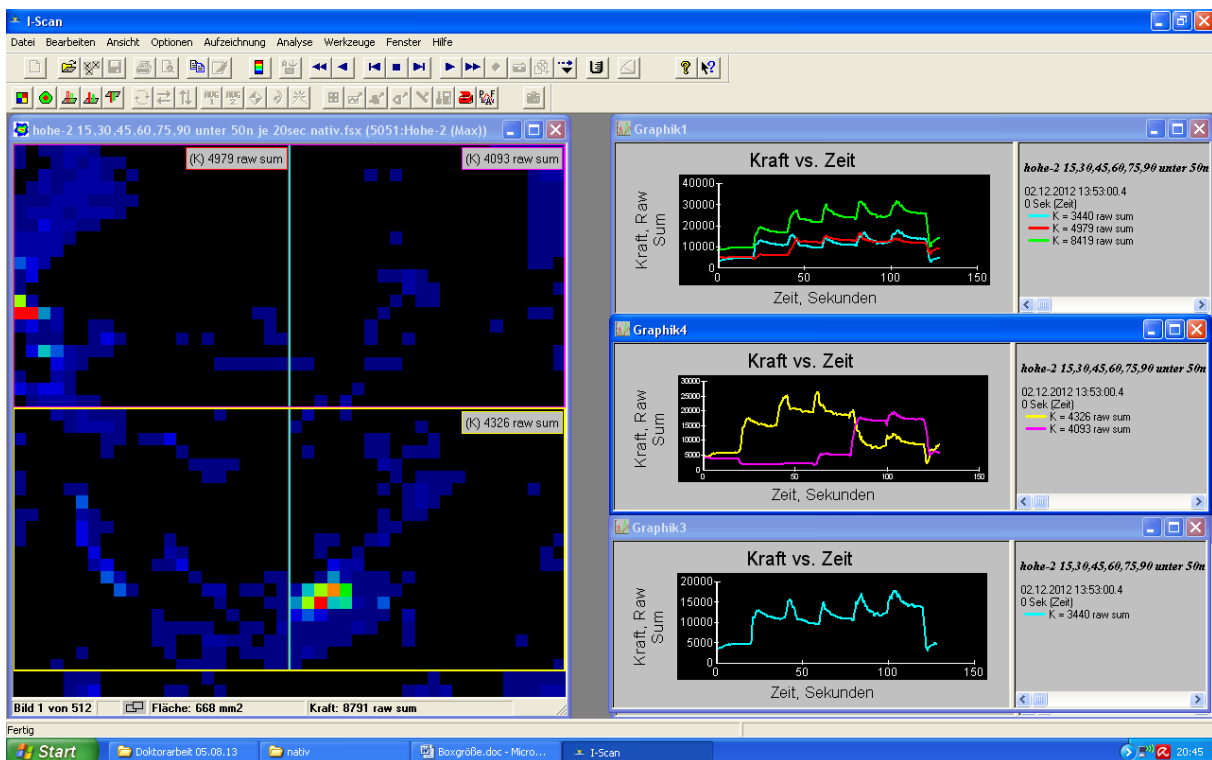 I-Scan
Datei Bearbeiten Ansicht Optionen Aufzeichnung Analyse Werkzeuge Fenster Hilfe
AVG 1 AVG 2
hohe-2 15,30,45,60,75,90 unter 50n je 20sec nativ.fsx (5051:Hohe-2 (Max))
(K) 4979 raw sum
(K) 4093 raw sum
(K) 4326 raw sum
Bild 1 von 512 Fläche: 668 mm2 Kraft: 8791 raw sum
Graphik1
Kraft vs. Zeit
Kraft, Raw
Sum
40000
30000
20000
10000
0
0 50 100 150
Zeit, Sekunden
hohe-2 15,30,45,60,75,90 unter 50n
02.12.2012 13:53:00.4
0 Sek (Zeit)
K = 3440 raw sum
K = 4979 raw sum
K = 8419 raw sum
Graphik4
Kraft vs. Zeit
Kraft, Raw
Sum
30000
25000
20000
15000
10000
5000
0
0 50 100 150
Zeit, Sekunden
hohe-2 15,30,45,60,75,90 unter 50n
02.12.2012 13:53:00.4
0 Sek (Zeit)
K = 4326 raw sum
K = 4093 raw sum
Graphik3
Kraft vs. Zeit
Kraft, Raw
Sum
20000
15000
10000
5000
0
0 50 100 150
Zeit, Sekunden
hohe-2 15,30,45,60,75,90 unter 50n
02.12.2012 13:53:00.4
0 Sek (Zeit)
K = 3440 raw sum
Fertig
Start Doktorarbeit 05.08.13 nativ Boxgröße.doc - Micro... I-Scan 20:45